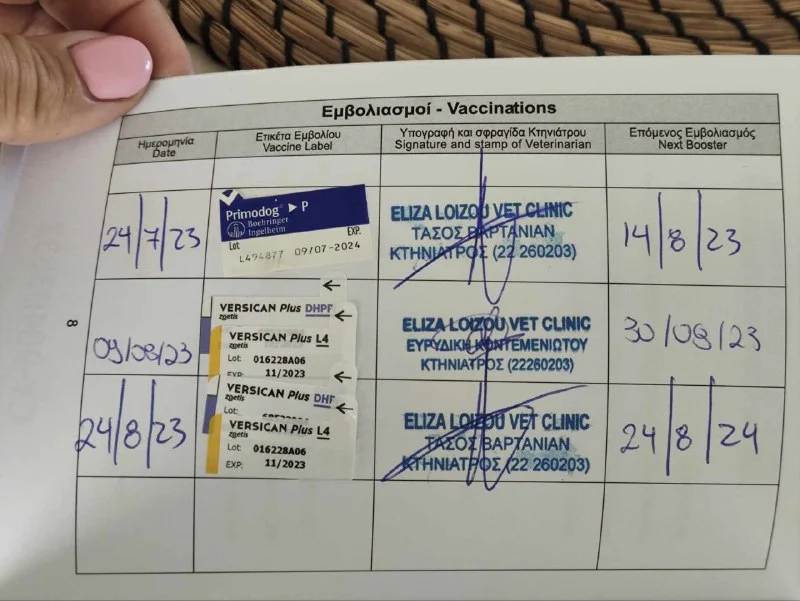 Εμβολιασμοί - Vaccinations
Ημερομηνία
Date
Ετικέτα Εμβολίου
Vaccine Label
Υπογραφή και σφραγίδα Κτηνιάτρου
Signature and stamp of Veterinarian
Επόμενος Εμβολιασμός
Next Booster
24/7/23
Primodog ► P
Boehringer
Ingelheim
Lot EXP.
L494877 09/07-2024
ELIZA LOIZOU VET CLINIC
ΤΑΣΟΣ ΒΑΡΤΑΝΙΑΝ
ΚΤΗΝΙΑΤΡΟΣ (22 260203)
14/8/23
09/08/23
VERSICAN Plus DHPP
zoetis
VERSICAN Plus L4
zoetis
Lot: 016228A06
EXP: 11/2023
ELIZA LOIZOU VET CLINIC
ΕΥΡΥΔΙΚΗ ΚΟΝΤΕΜΕΝΙΩΤΟΥ
ΚΤΗΝΙΑΤΡΟΣ (22260203)
30/08/23
24/8/23
VERSICAN Plus DHP
zoetis
Lot:
VERSICAN Plus L4
zoetis
Lot: 016228A06
EXP: 11/2023
ELIZA LOIZOU VET CLINIC
ΤΑΣΟΣ ΒΑΡΤΑΝΙΑΝ
ΚΤΗΝΙΑΤΡΟΣ (22 260203)
24/8/24
8